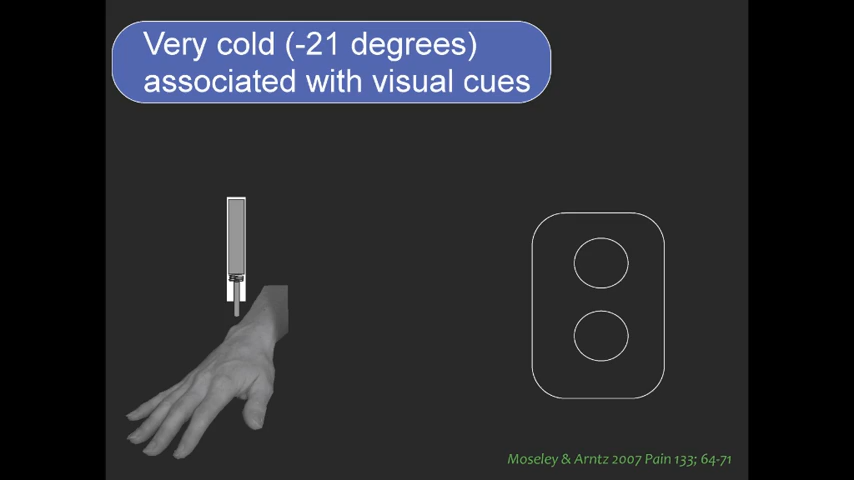 Very cold (-21 degrees)
associated with visual cues
Moseley & Arntz 2007 Pain 133; 64-71